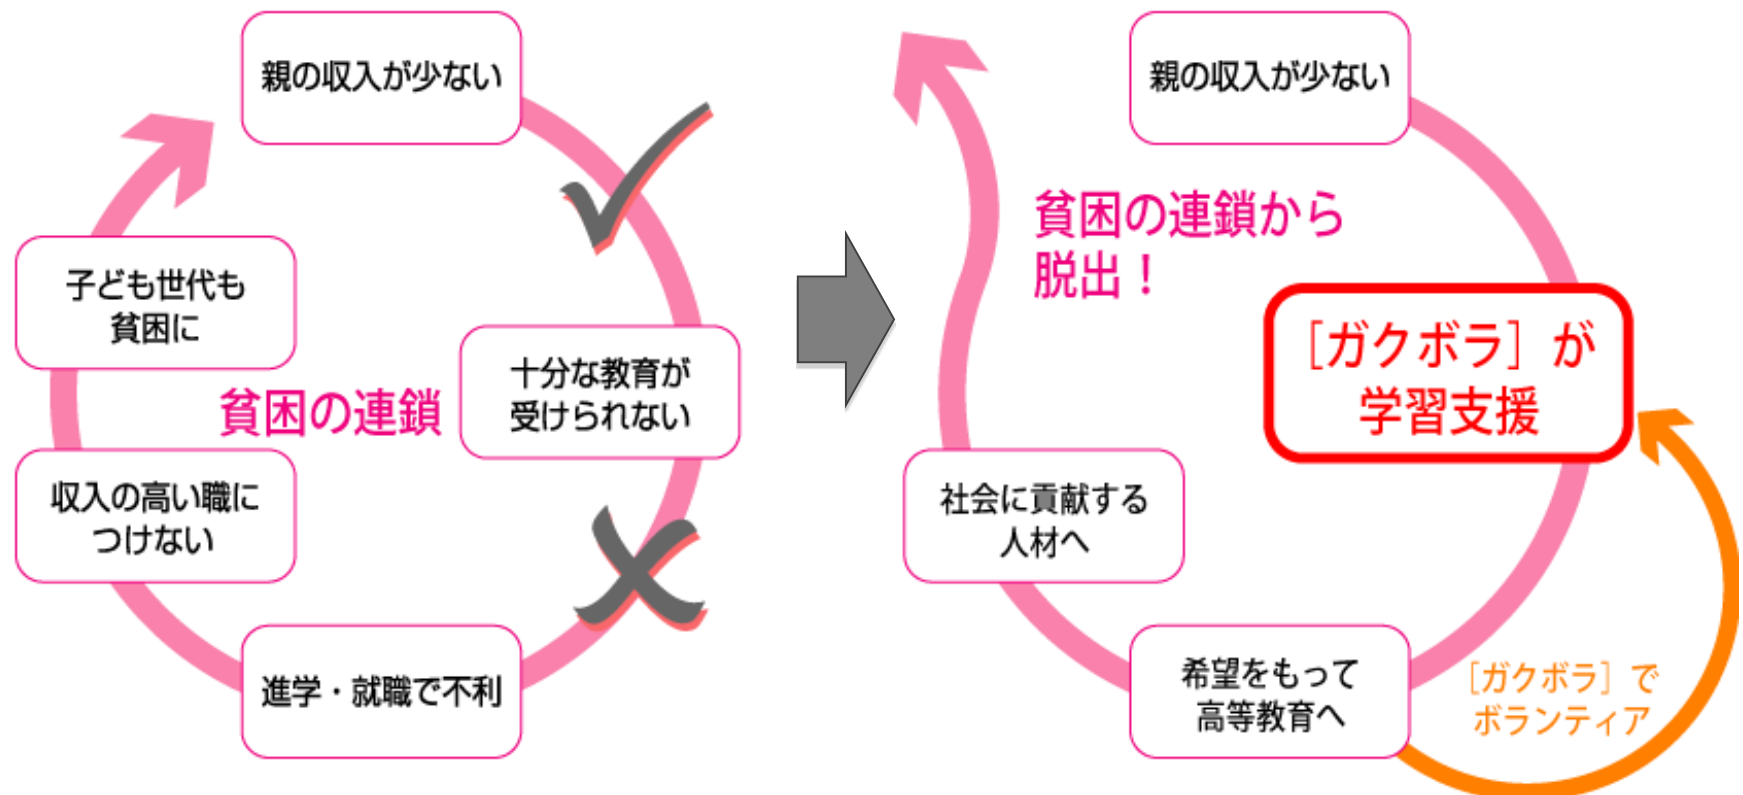 親の収入が少ない
十分な教育が
受けられない
進学・就職で不利
収入の高い職に
つけない
子ども世代も
貧困に
貧困の連鎖
親の収入が少ない
[ガクボラ]が
学習支援
希望をもって
高等教育へ
社会に貢献する
人材へ
貧困の連鎖から
脱出！
[ガクボラ]で
ボランティア